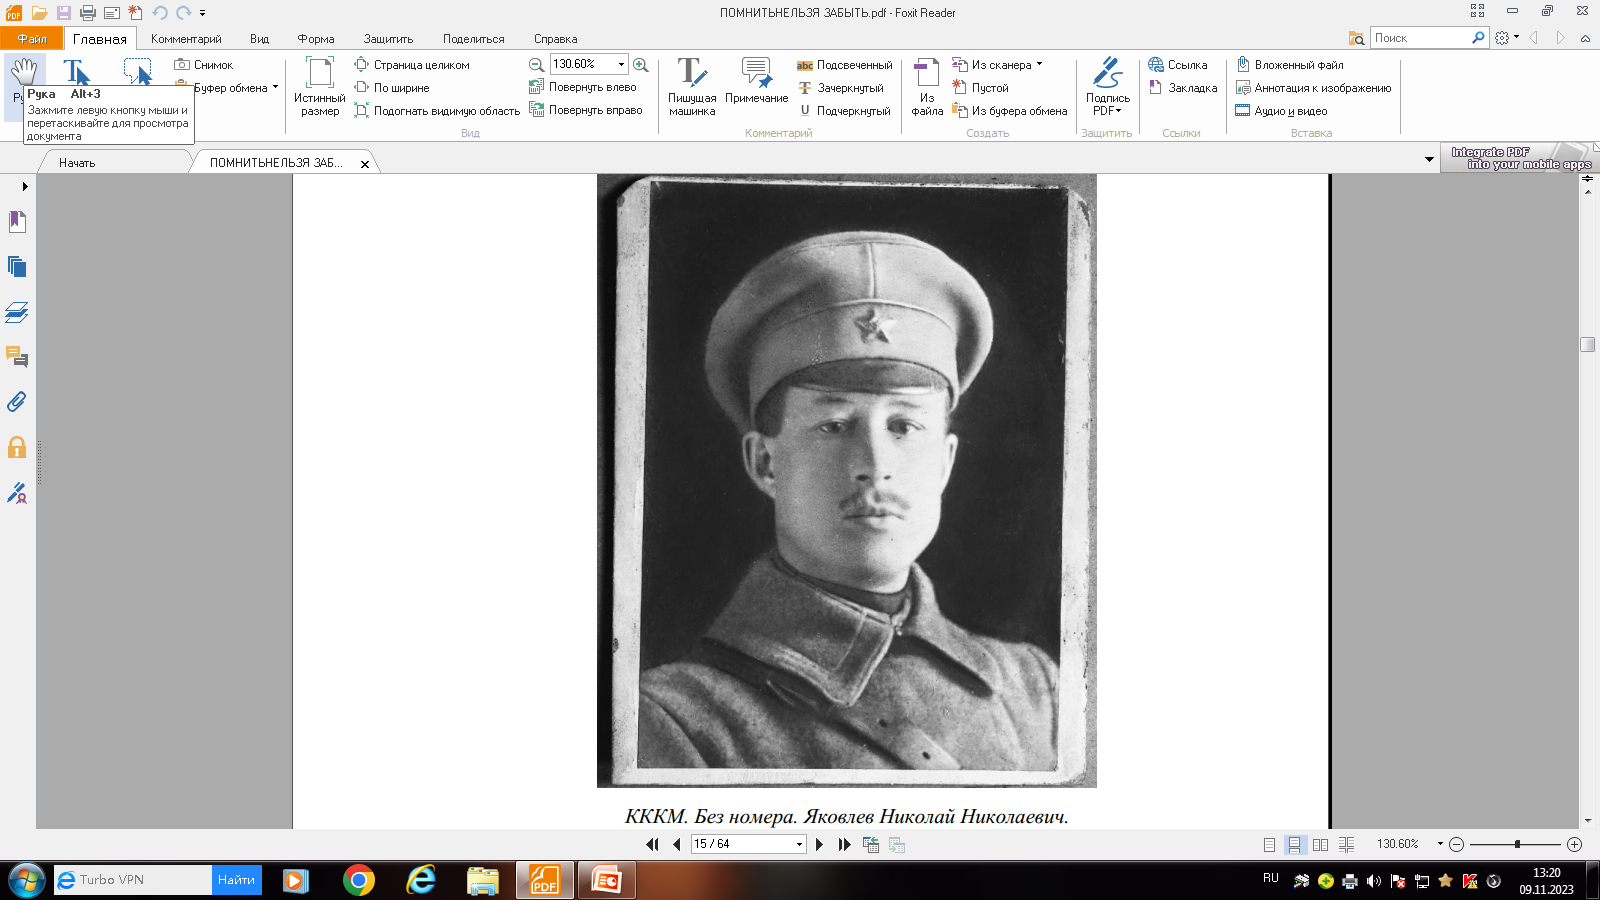 ПОМНИТЬНЕЛЬЗЯ ЗАБЫТЬ.pdf - Foxit Reader
Файл Главная Комментарий Вид Форма Защитить Поделиться Справка Поиск
Снимок
Буфер обмена
Рука Alt+3
Зажмите левую кнопку мыши и
перетаскивайте для просмотра
документа
Истинный
размер
Страница целиком
По ширине
Подогнать видимую область
130.60%
Повернуть влево
Повернуть вправо
Вид
Пишущая
машинка
Примечание
abc Подсвеченный
Зачеркнутый
Подчеркнутый
Комментарий
Из
файла
Из сканера
Пустой
Из буфера обмена
Создать
Подпись
PDF
Защитить
Ссылка
Закладка
Ссылки
Вложенный файл
Аннотация к изображению
Аудио и видео
Вставка
Начать
ПОМНИТЬНЕЛЬЗЯ ЗАБ...
Integrate PDF
into your mobile apps
КККМ. Без номера. Яковлев Николай Николаевич.
15 / 64
130.60%
Turbo VPN Найти
PDF
RU
13:20
09.11.2023